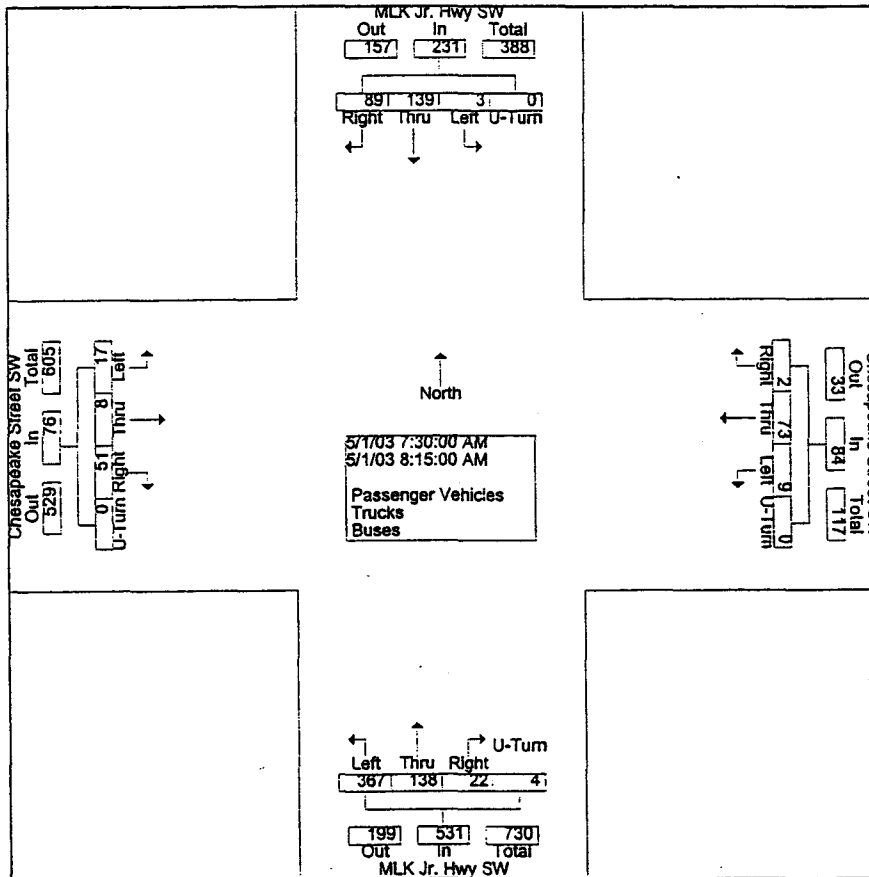 MLK Jr. Hwy SW
Out In Total
157 231 388
89 139 3 0
Right Thru Left U-Turn
Chesapeake Street SW
Total In Out
605 76 529
17 8 51 0
Left Thru Right U-Turn
North
5/1/03 7:30:00 AM
5/1/03 8:15:00 AM
Passenger Vehicles
Trucks
Buses
Right Thru Left U-Turn
2 73 9 0
Out In Total
33 84 117
U-Turn
Left Thru Right
367 138 22 4
199 531 730
Out In Total
MLK Jr. Hwy SW